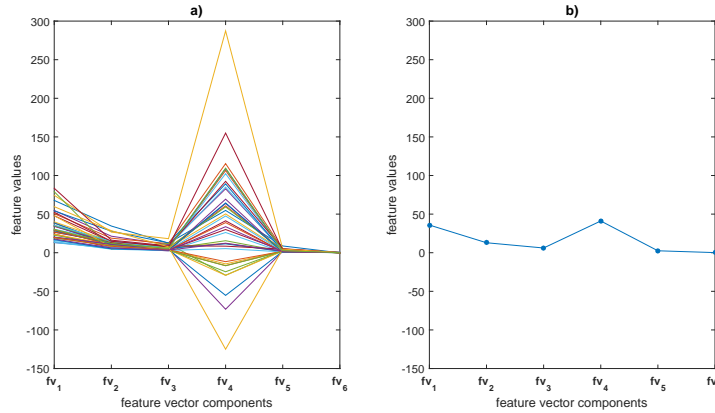 a)
300
250
200
150
100
50
0
-50
-100
-150
feature values
fv1 fv2 fv3 fv4 fv5 fv6
feature vector components
b)
300
250
200
150
100
50
0
-50
-100
-150
feature values
fv1 fv2 fv3 fv4 fv5 fv
feature vector components